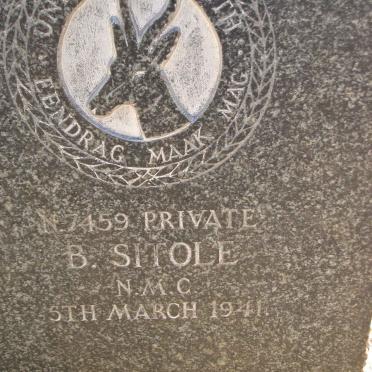 EENDRAG MAAK MAG
N 7459 PRIVATE
B. SITOLE
N.M.C.
5TH MARCH 1941